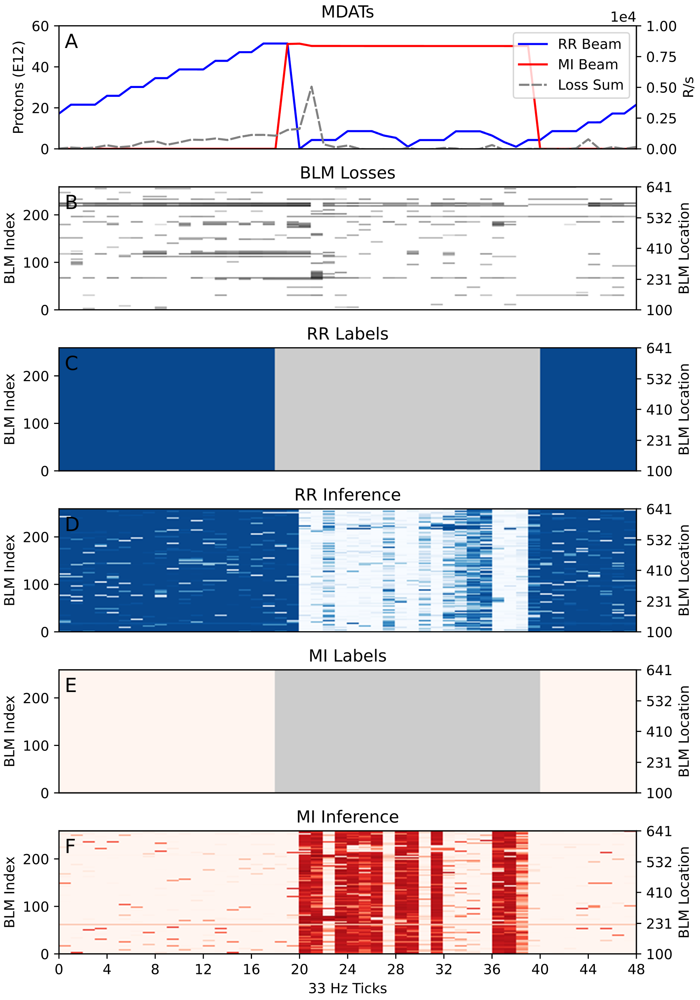 MDATs
1e4
A
60
40
20
0
Protons (E12)
1.00
0.75
0.50
0.25
0.00
R/s
RR Beam
MI Beam
Loss Sum
BLM Losses
B
200
100
0
BLM Index
641
532
410
231
100
BLM Location
RR Labels
C
200
100
0
BLM Index
641
532
410
231
100
BLM Location
RR Inference
D
200
100
0
BLM Index
641
532
410
231
100
BLM Location
MI Labels
E
200
100
0
BLM Index
641
532
410
231
100
BLM Location
MI Inference
F
200
100
0
BLM Index
641
532
410
231
100
BLM Location
0 4 8 12 16 20 24 28 32 36 40 44 48
33 Hz Ticks